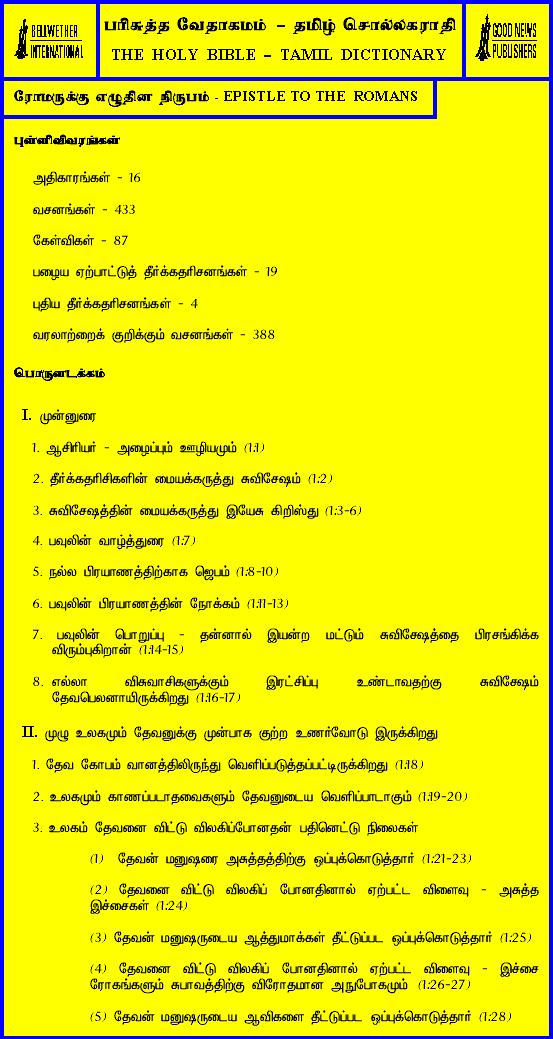 BELLWETHER
INTERNATIONAL
பரிசுத்த வேதாகமம் – தமிழ் சொல்லகராதி
THE HOLY BIBLE – TAMIL DICTIONARY
GOOD NEWS
PUBLISHERS
ரோமருக்கு எழுதின நிருபம் - EPISTLE TO THE ROMANS
புள்ளிவிவரங்கள்
அதிகாரங்கள் - 16
வசனங்கள் - 433
கேள்விகள் - 87
பழைய ஏற்பாட்டுத் தீர்க்கதரிசனங்கள் - 19
புதிய தீர்க்கதரிசனங்கள் - 4
வரலாற்றைக் குறிக்கும் வசனங்கள் - 388
பொருளடக்கம்
I. முன்னுரை
1. ஆசிரியர் - அழைப்பும் ஊழியமும் (1:1)
2. தீர்க்கதரிசிகளின் மையக்கருத்து சுவிசேஷம் (1:2)
3. சுவிசேஷத்தின் மையக்கருத்து இயேசு கிறிஸ்து (1:3-6)
4. பவுலின் வாழ்த்துரை (1:7)
5. நல்ல பிரயாணத்திற்காக ஜெபம் (1:8-10)
6. பவுலின் பிரயாணத்தின் நோக்கம் (1:11-13)
7. பவுலின் பொறுப்பு - தன்னால் இயன்ற மட்டும் சுவிசேஷத்தை பிரசங்கிக்க
விரும்புகிறான் (1:14-15)
8. எல்லா விசுவாசிகளுக்கும் இரட்சிப்பு உண்டாவதற்கு சுவிசேஷம்
தேவபெலனாயிருக்கிறது (1:16-17)
II. முழு உலகமும் தேவனுக்கு முன்பாக குற்ற உணர்வோடு இருக்கிறது
1. தேவ கோபம் வானத்திலிருந்து வெளிப்படுத்தப்பட்டிருக்கிறது (1:18)
2. உலகமும் காணப்படாதவைகளும் தேவனுடைய வெளிப்பாடாகும் (1:19-20)
3. உலகம் தேவனை விட்டு விலகிப்போனதன் பதினெட்டு நிலைகள்
(1) தேவன் மனுஷரை அசுத்தத்திற்கு ஒப்புக்கொடுத்தார் (1:21-23)
(2) தேவனை விட்டு விலகிப் போனதினால் ஏற்பட்ட விளைவு - அசுத்த
இச்சைகள் (1:24)
(3) தேவன் மனுஷருடைய ஆத்துமாக்கள் தீட்டுப்பட ஒப்புக்கொடுத்தார் (1:25)
(4) தேவனை விட்டு விலகிப் போனதினால் ஏற்பட்ட விளைவு - இச்சை
ரோகங்களும் சுபாவத்திற்கு விரோதமான அநுபோகமும் (1:26-27)
(5) தேவன் மனுஷருடைய ஆவிகளை தீட்டுப்பட ஒப்புக்கொடுத்தார் (1:28)